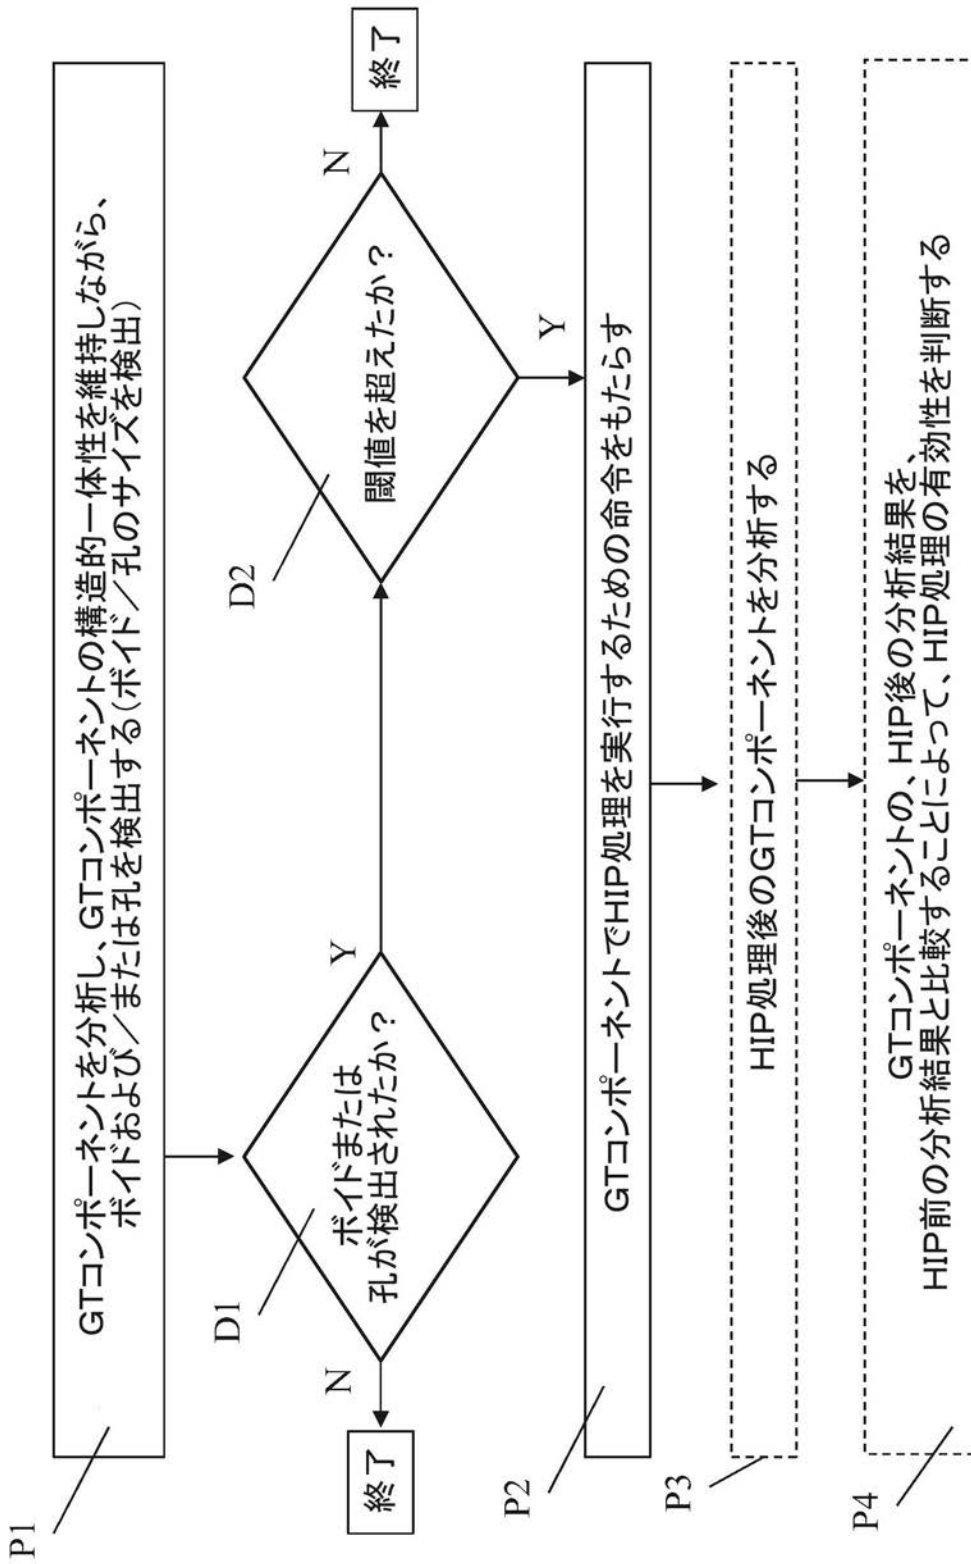 P1
GTコンポーネントを分析し、GTコンポーネントの構造的一体性を維持しながら、
ボイドおよび/または孔を検出する(ボイド/孔のサイズを検出)
D1
ボイドまたは
孔が検出されたか?
N
終了
Y
D2
閾値を超えたか?
N
終了
Y
P2
GTコンポーネントでHIP処理を実行するための命令をもたらす
P3
HIP処理後のGTコンポーネントを分析する
P4
GTコンポーネントの、HIP後の分析結果を、
HIP前の分析結果と比較することによって、HIP処理の有効性を判断する